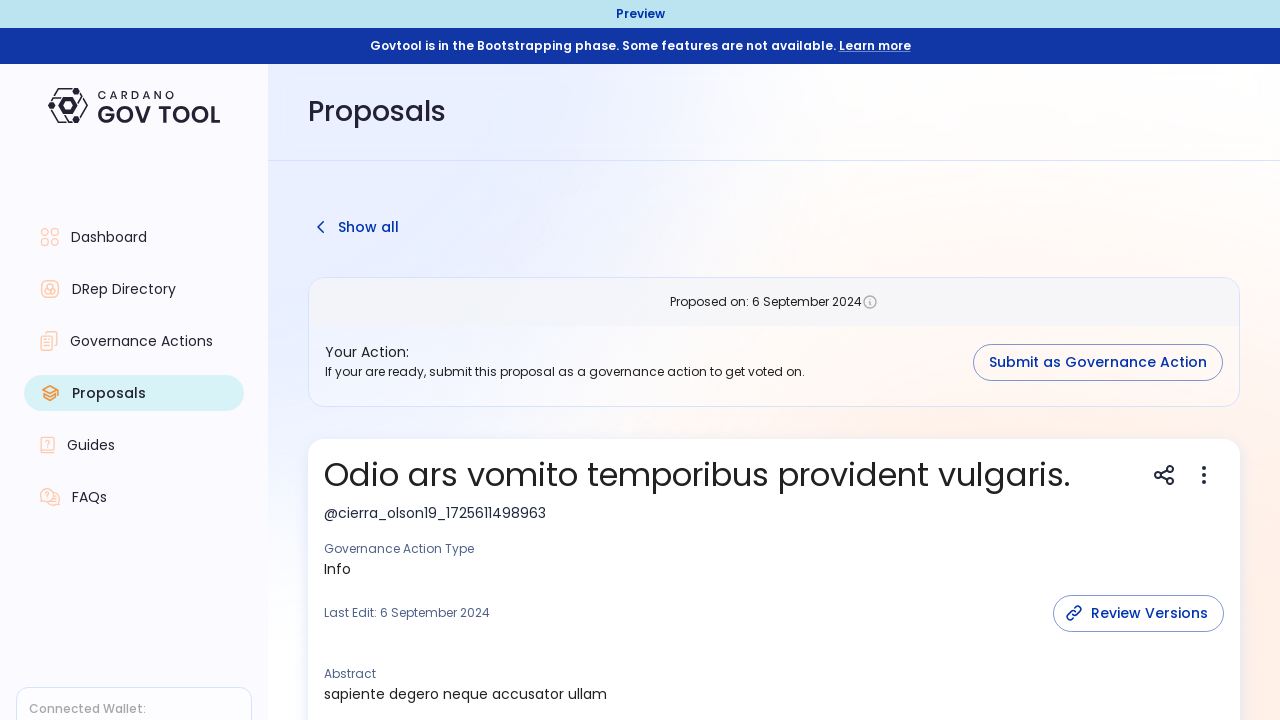 Preview
Govtool is in the Bootstrapping phase. Some features are not available. Learn more
CARDANO
GOV TOOL
Proposals
Dashboard
DRep Directory
Governance Actions
Proposals
Guides
FAQs
Connected Wallet:
Show all
Proposed on: 6 September 2024
Your Action:
If your are ready, submit this proposal as a governance action to get voted on.
Submit as Governance Action
Odio ars vomito temporibus provident vulgaris.
@cierra_olson19_1725611498963
Governance Action Type
Info
Last Edit: 6 September 2024
Review Versions
Abstract
sapiente degero neque accusator ullam